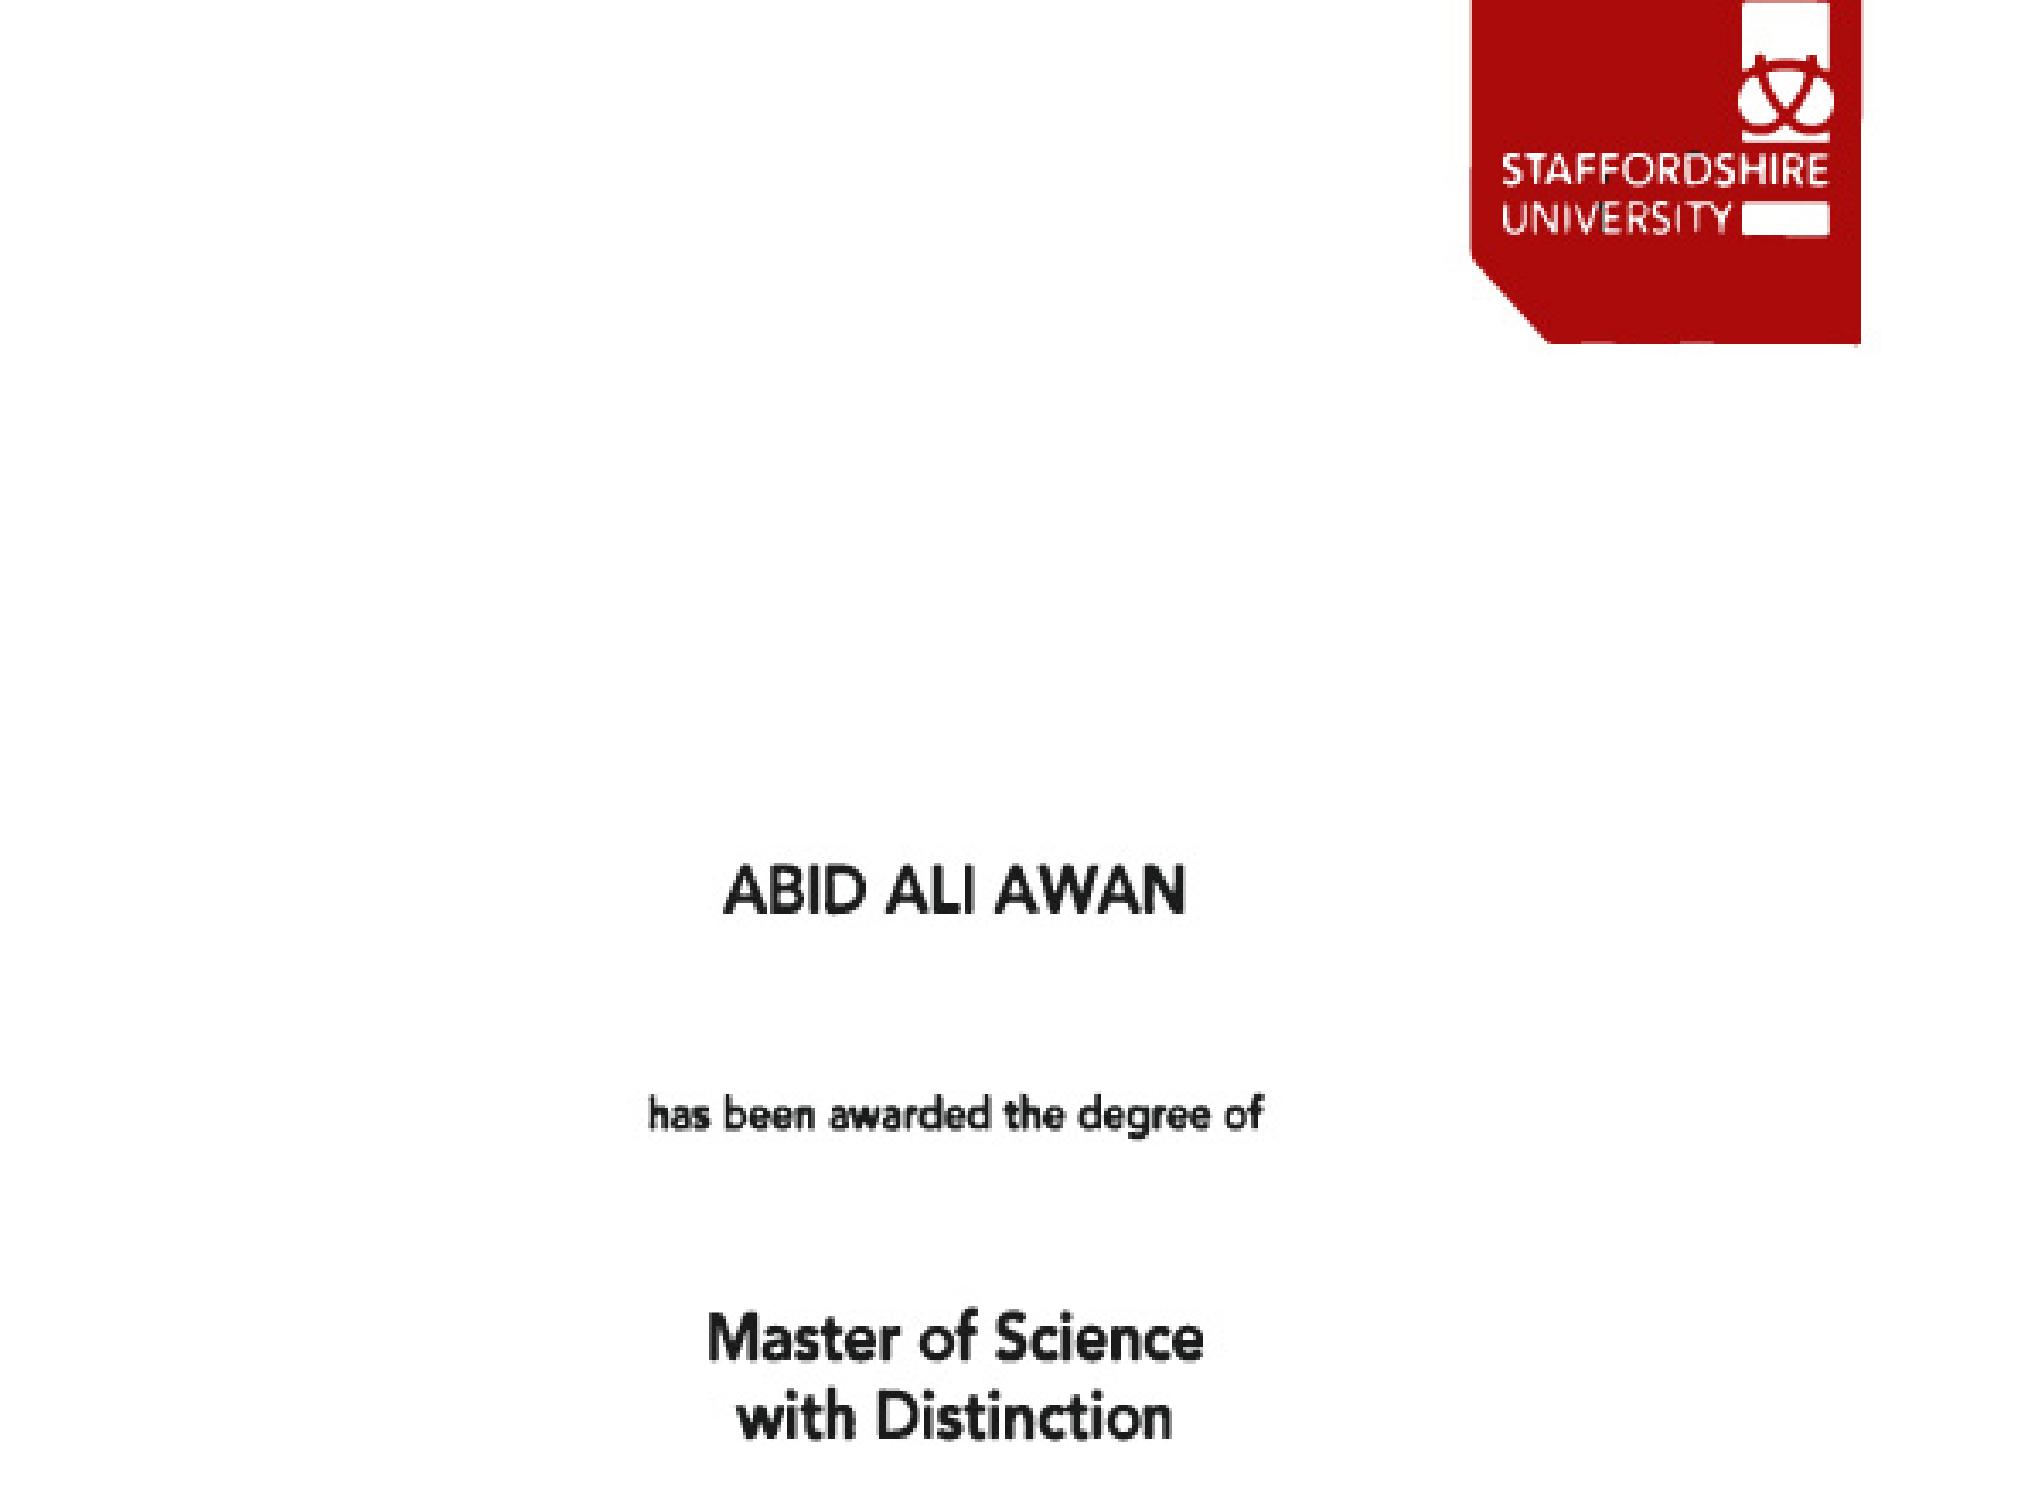 STAFFORDSHIRE
UNIVERSITY
ABID ALI AWAN
has been awarded the degree of
Master of Science
with Distinction